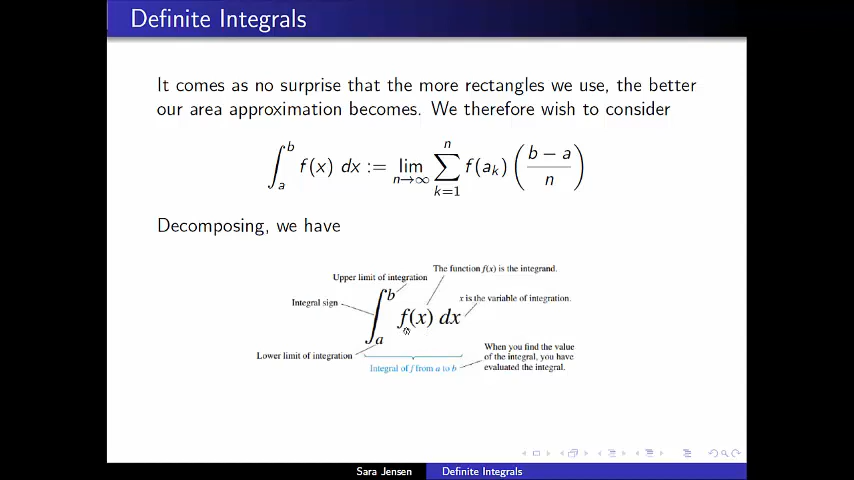 Definite Integrals
It comes as no surprise that the more rectangles we use, the better
our area approximation becomes. We therefore wish to consider
∫_a^b f(x) dx := lim_{n→∞} ∑_{k=1}^n f(a_k) ((b − a)/n)
Decomposing, we have
The function f(x) is the integrand.
Upper limit of integration
x is the variable of integration.
Integral sign
∫_a^b f(x) dx
Lower limit of integration
When you find the value
of the integral, you have
evaluated the integral.
Integral of f from a to b
Sara Jensen Definite Integrals